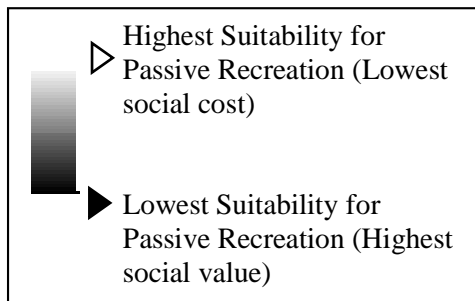 Highest Suitability for
Passive Recreation (Lowest
social cost)
Lowest Suitability for
Passive Recreation (Highest
social value)